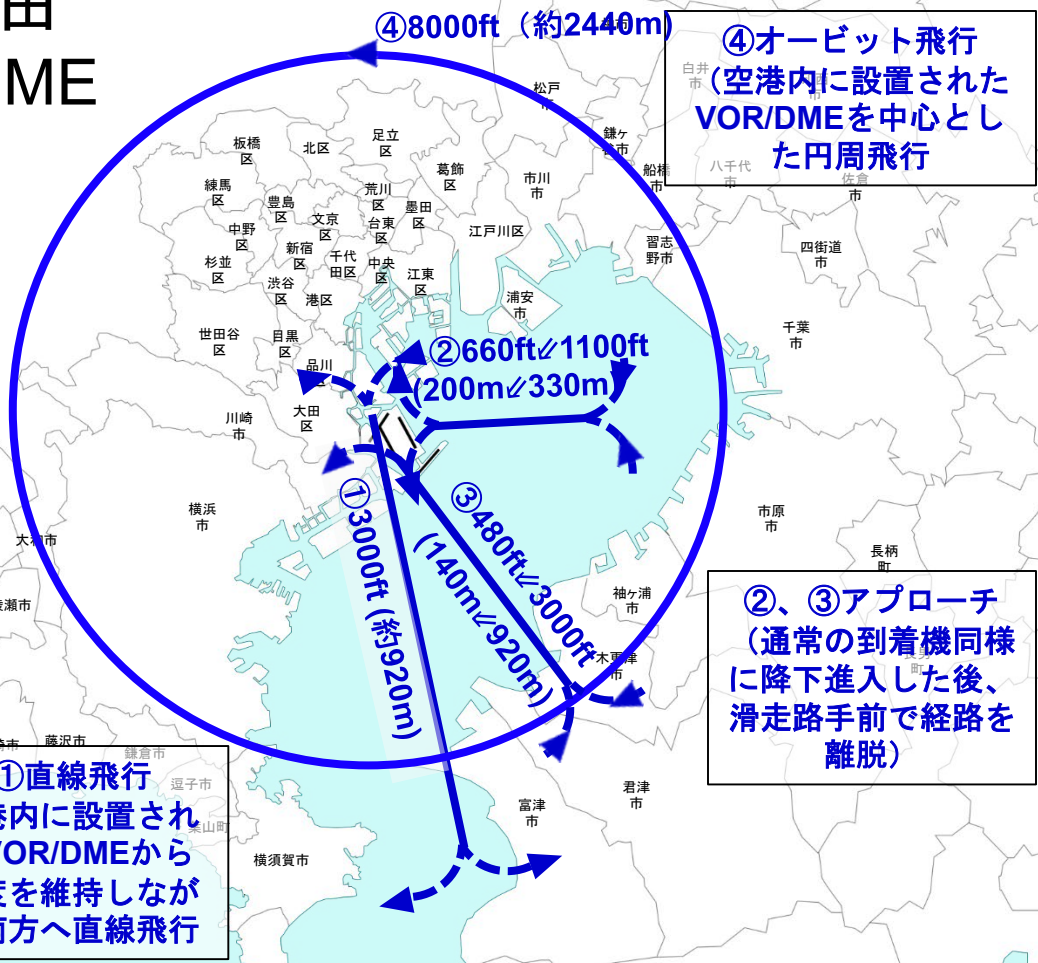 田
ME
④8000ft（約2440m）
④オービット飛行
（空港内に設置された
VOR/DMEを中心とし
た円周飛行
白井
市
松戸
市
鎌ヶ
谷市
船橋
市
八千代
市
佐倉
市
板橋
区
北区
足立
区
葛飾
区
市川
市
練馬
区
豊島
区
荒川
区
文京
区
台東
区
墨田
区
中野
区
江戸川区
習志
野市
四街道
市
杉並
区
新宿
区
千代
田区
中央
区
江東
区
渋谷
区
港区
浦安
市
千葉
市
世田谷
区
目黒
区
品川
区
②660ft⇙1100ft
(200m⇙330m)
川崎
市
大田
区
①3000ft (約920m)
③480ft⇙3000ft
(140m⇙920m)
横浜
市
市原
市
大和市
長柄
町
綾瀬市
袖ヶ浦
市
木更津
市
②、③アプローチ
（通常の到着機同様
に降下進入した後、
滑走路手前で経路を
離脱）
市
藤沢市
鎌倉市
逗子市
葉山町
①直線飛行
港内に設置され
VOR/DMEから
度を維持しなが
南方へ直線飛行
横須賀市
富津
市
君津
市